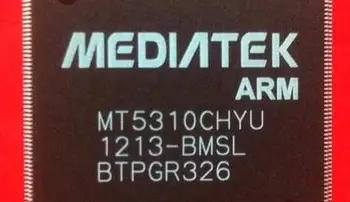 MEDIATEK
ARM
MT5310CHYU
1213-BMSL
BTPGR326